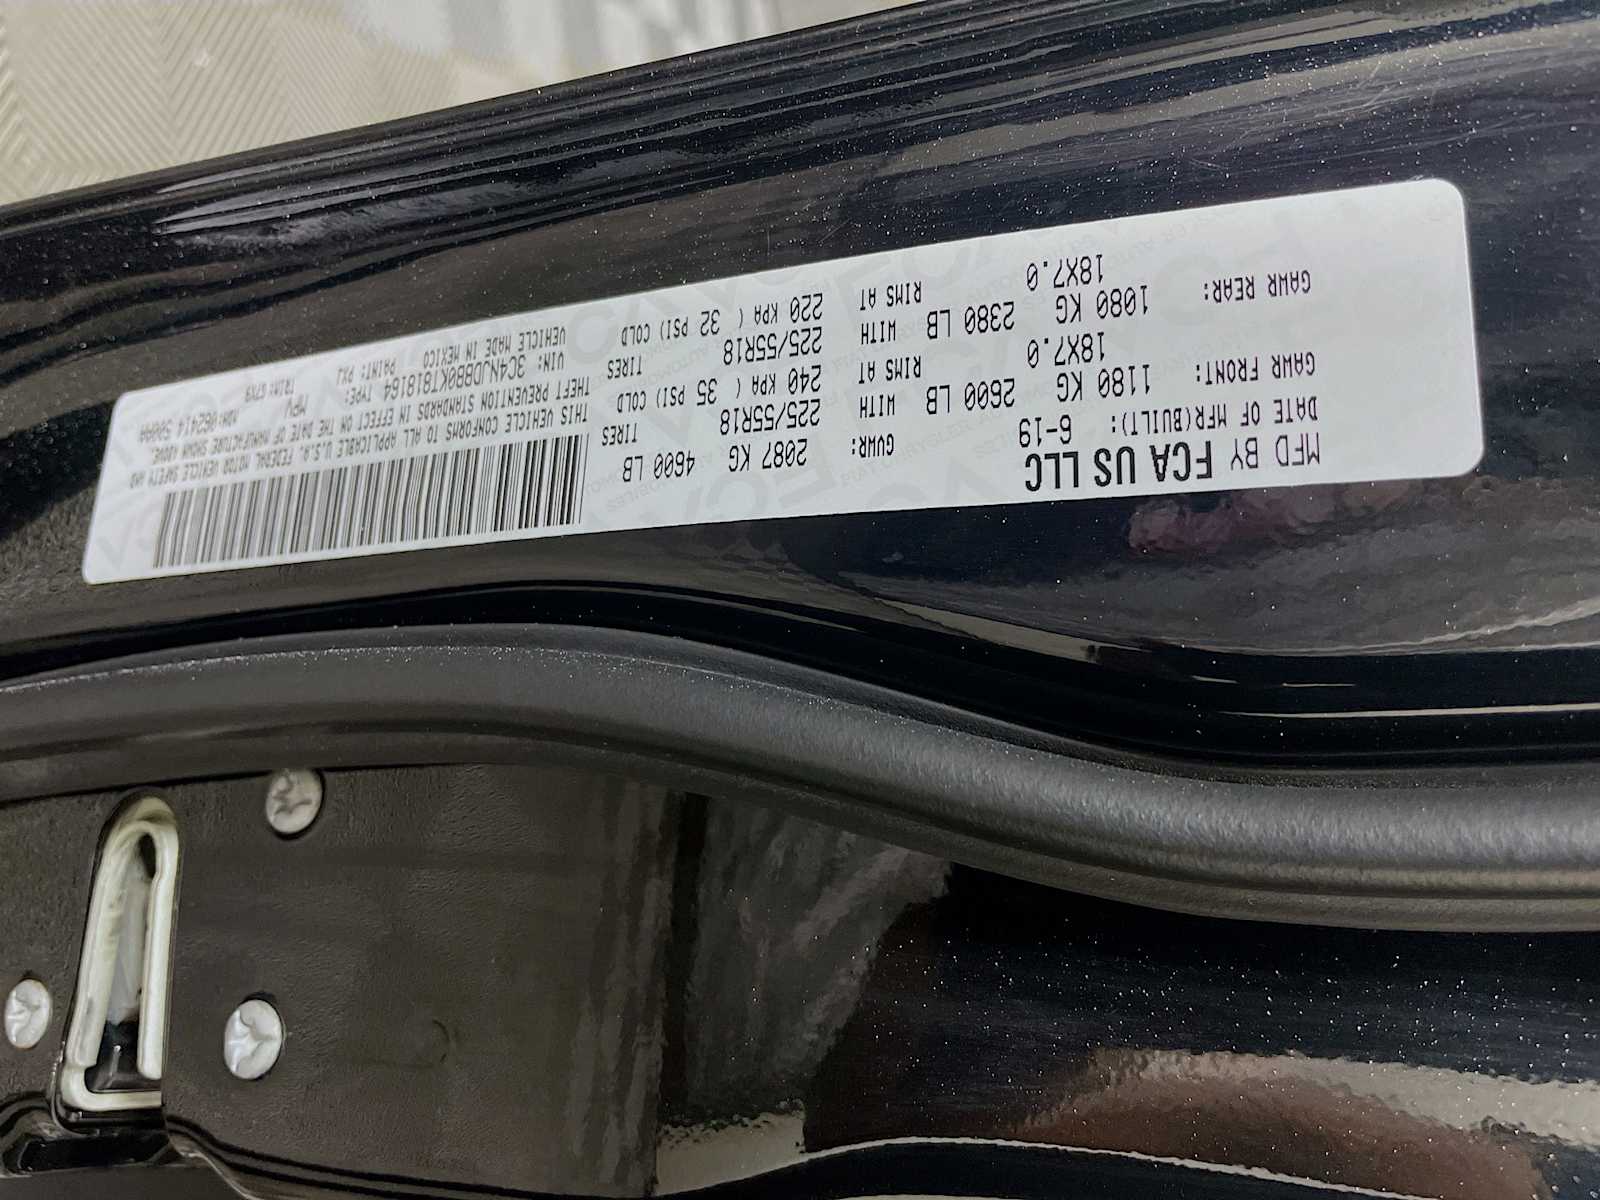 MFD BY FCA US LLC
DATE OF MFR(BUILT): 6-19 GVWR: 2087 KG 4600 LB
GAWR FRONT: 1180 KG 2600 LB WITH 225/55R18 TIRES
18X7.0 RIMS AT 240 KPA ( 35 PSI) COLD
GAWR REAR: 1080 KG 2380 LB WITH 225/55R18 TIRES
18X7.0 RIMS AT 220 KPA ( 32 PSI) COLD
THIS VEHICLE CONFORMS TO ALL APPLICABLE U.S.A. FEDERAL MOTOR VEHICLE SAFETY AND
THEFT PREVENTION STANDARDS IN EFFECT ON THE DATE OF MANUFACTURE SHOWN ABOVE.
VIN: 3C4NJDBB0KT818164 TYPE: MPV MDH:062414
VEHICLE MADE IN MEXICO PAINT: PXJ TRIM:G7X9